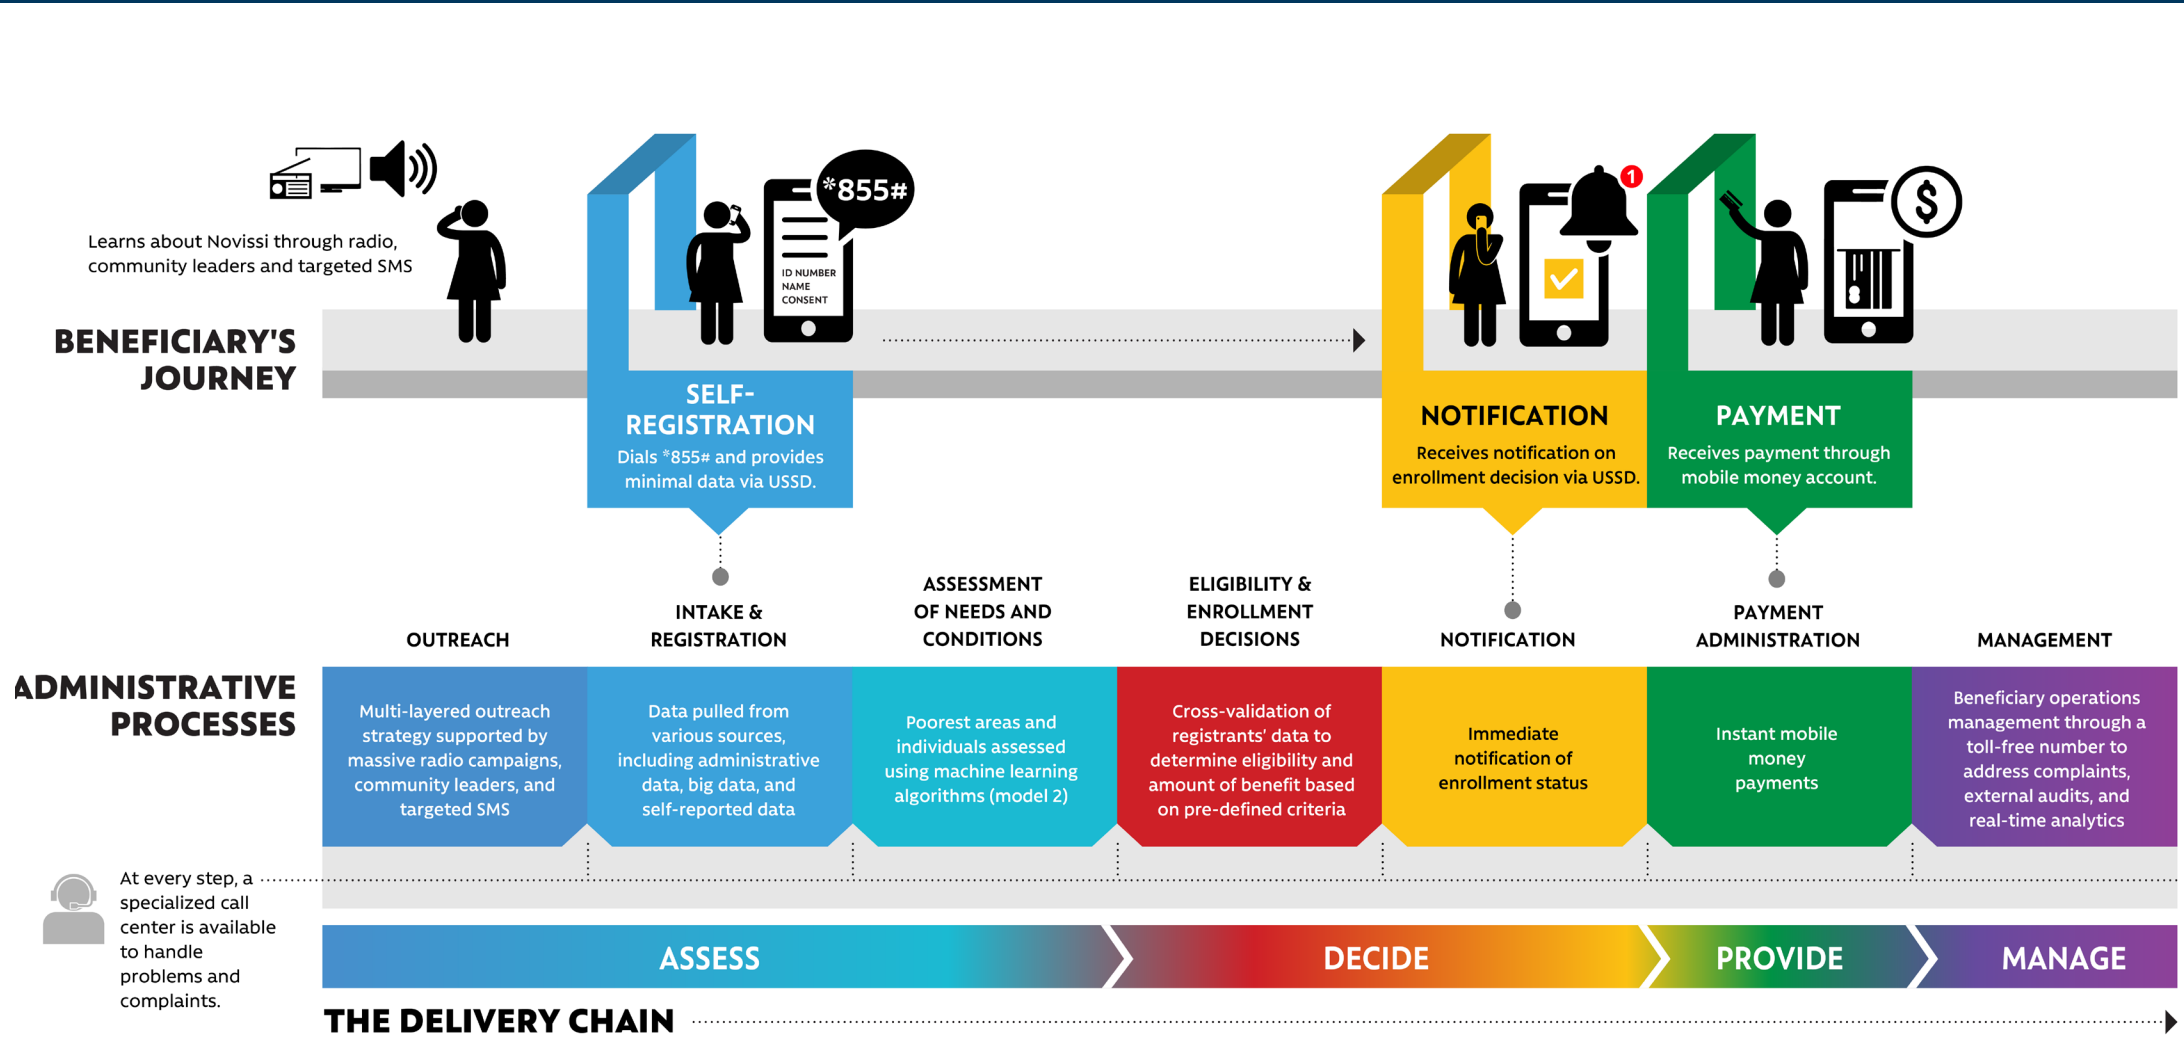 *855#
1
$
ID NUMBER
NAME
CONSENT
Learns about Novissi through radio,
community leaders and targeted SMS
BENEFICIARY'S
JOURNEY
SELF-
REGISTRATION
Dials *855# and provides
minimal data via USSD.
NOTIFICATION
Receives notification on
enrollment decision via USSD.
PAYMENT
Receives payment through
mobile money account.
OUTREACH
INTAKE &
REGISTRATION
ASSESSMENT
OF NEEDS AND
CONDITIONS
ELIGIBILITY &
ENROLLMENT
DECISIONS
NOTIFICATION
PAYMENT
ADMINISTRATION
MANAGEMENT
ADMINISTRATIVE
PROCESSES
Multi-layered outreach
strategy supported by
massive radio campaigns,
community leaders, and
targeted SMS
Data pulled from
various sources,
including administrative
data, big data, and
self-reported data
Poorest areas and
individuals assessed
using machine learning
algorithms (model 2)
Cross-validation of
registrants' data to
determine eligibility and
amount of benefit based
on pre-defined criteria
Immediate
notification of
enrollment status
Instant mobile
money
payments
Beneficiary operations
management through a
toll-free number to
address complaints,
external audits, and
real-time analytics
At every step, a
specialized call
center is available
to handle
problems and
complaints.
ASSESS
DECIDE
PROVIDE
MANAGE
THE DELIVERY CHAIN